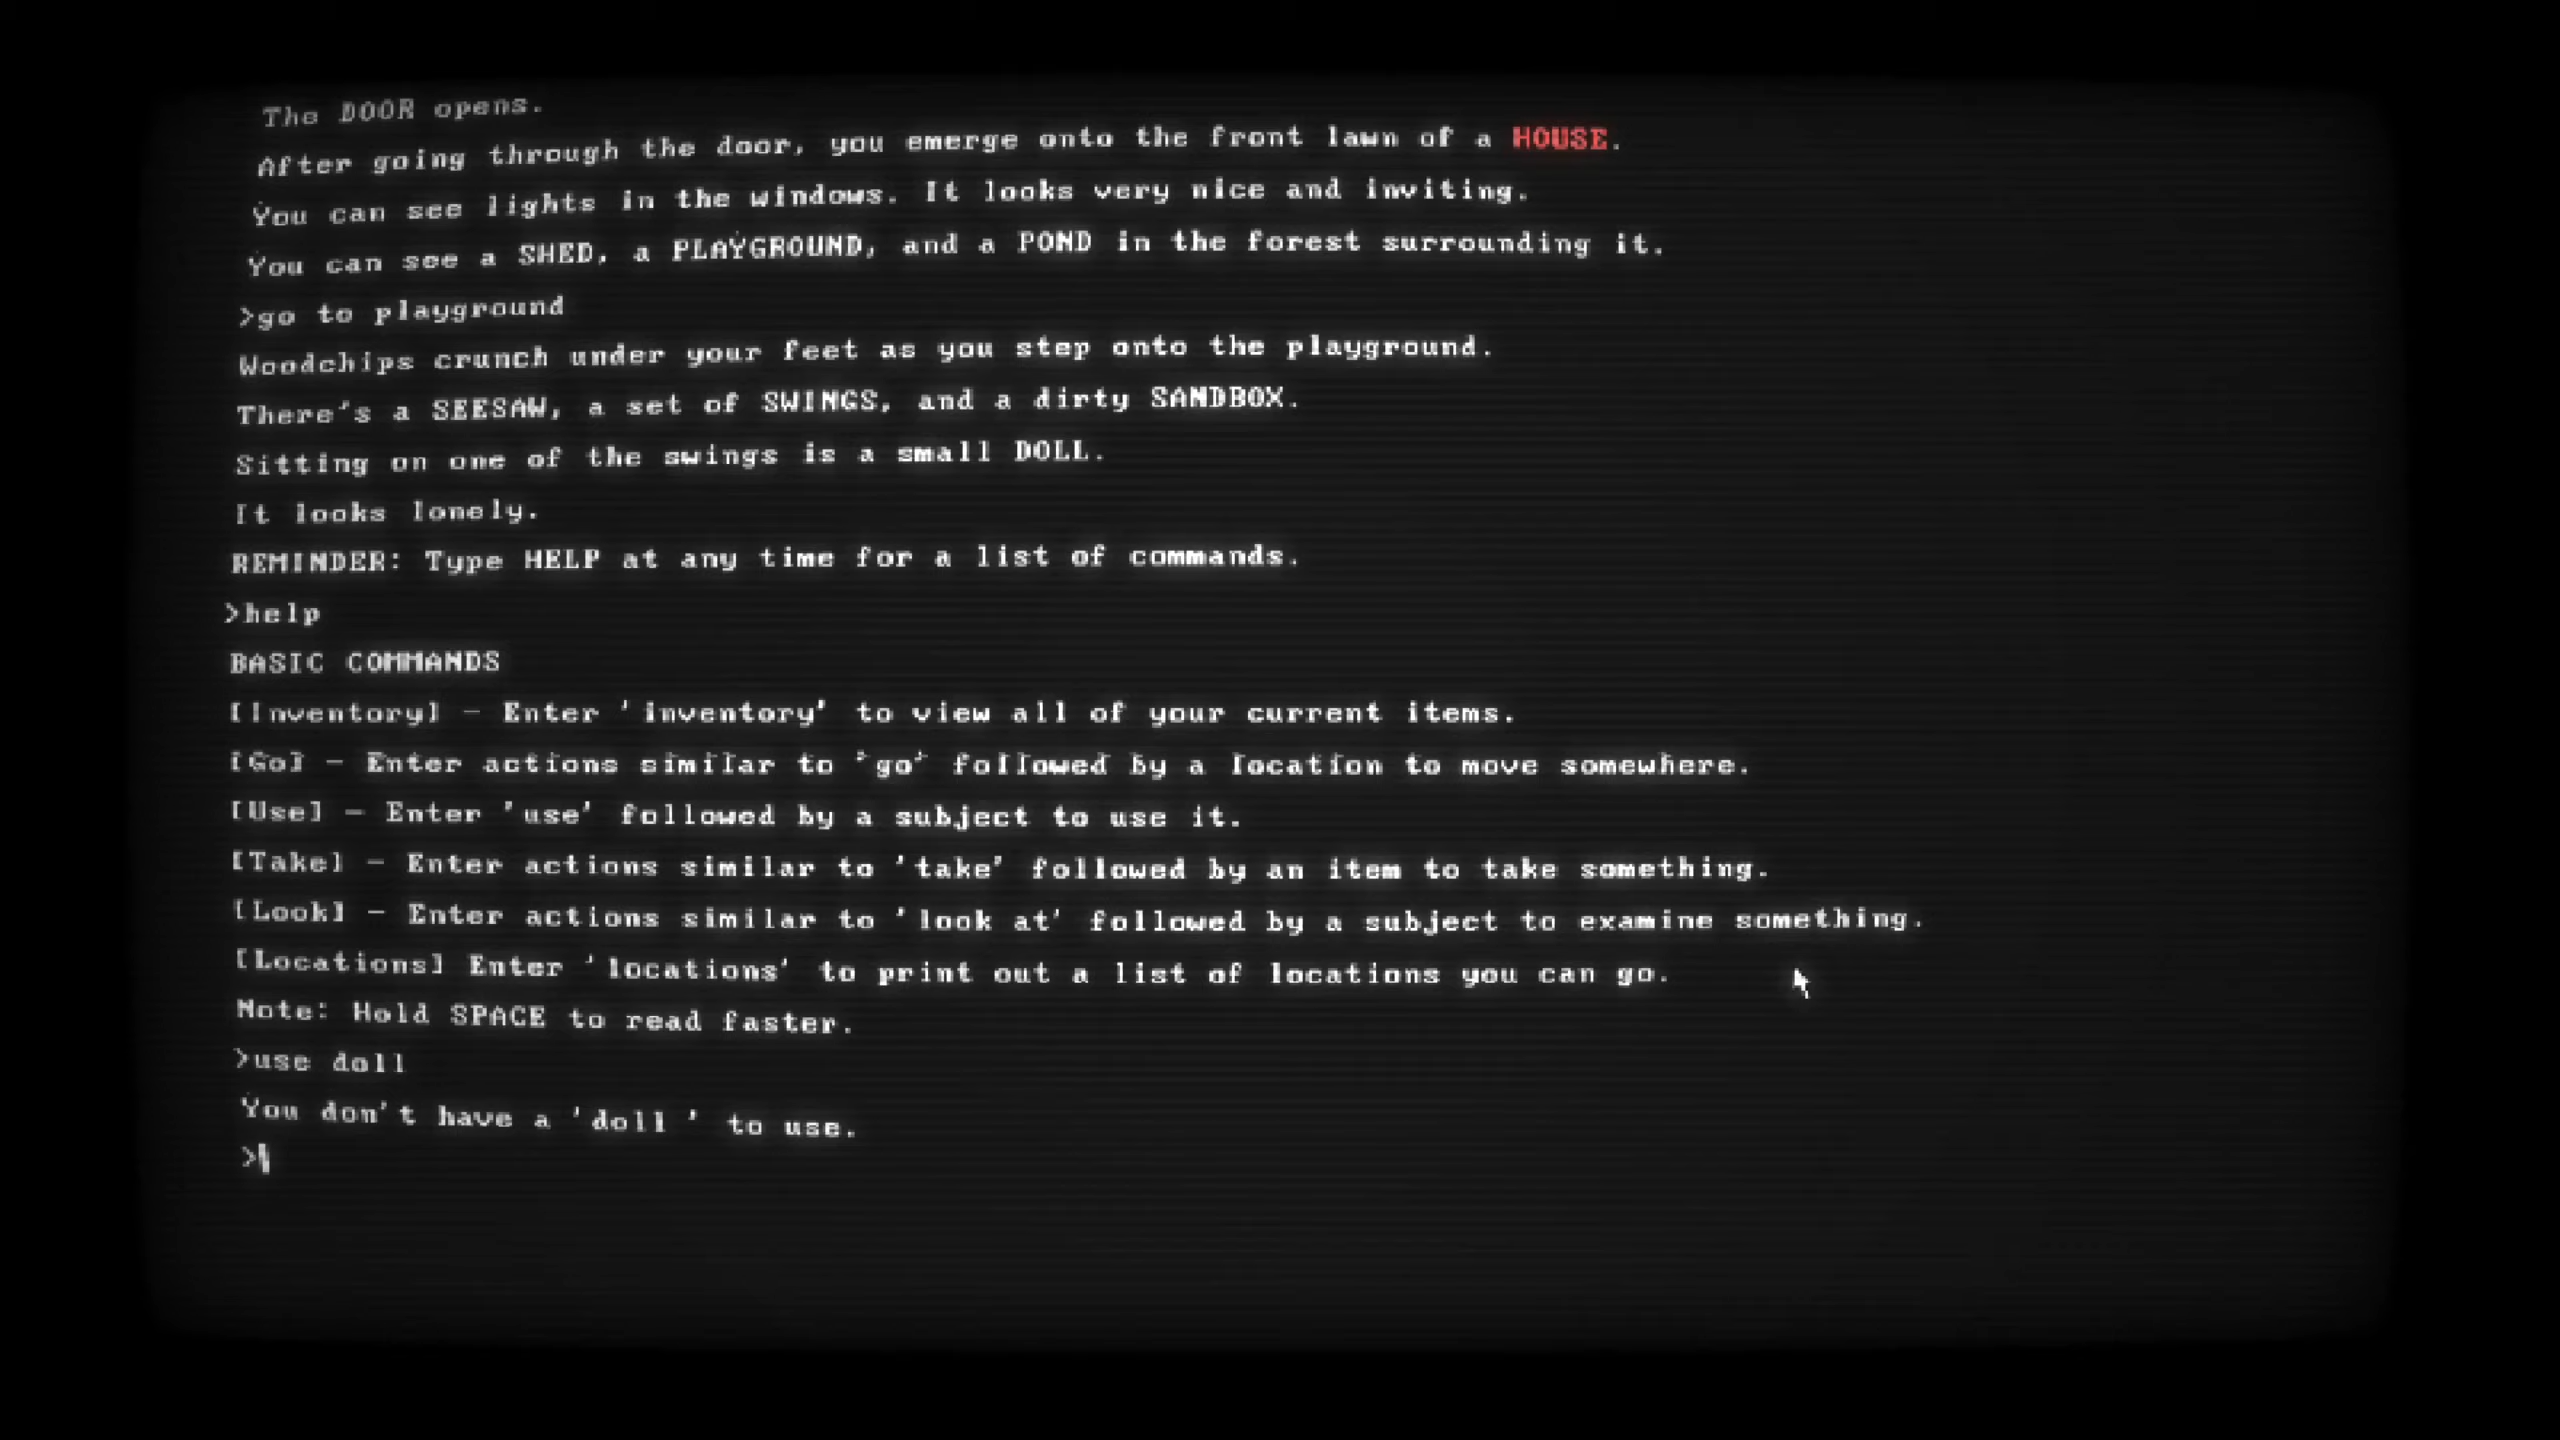 The DOOR opens.
After going through the door, you emerge onto the front lawn of a HOUSE.
You can see lights in the windows. It looks very nice and inviting.
You can see a SHED, a PLAYGROUND, and a POND in the forest surrounding it.
>go to playground
Woodchips crunch under your feet as you step onto the playground.
There's a SEESAW, a set of SWINGS, and a dirty SANDBOX.
Sitting on one of the swings is a small DOLL.
It looks lonely.
REMINDER: Type HELP at any time for a list of commands.
>help
BASIC COMMANDS
[Inventory] - Enter 'inventory' to view all of your current items.
[Go] - Enter actions similar to 'go' followed by a location to move somewhere.
[Use] - Enter 'use' followed by a subject to use it.
[Take] - Enter actions similar to 'take' followed by an item to take something.
[Look] - Enter actions similar to 'look at' followed by a subject to examine something.
[Locations] Enter 'locations' to print out a list of locations you can go.
Note: Hold SPACE to read faster.
>use doll
You don't have a 'doll ' to use.
>